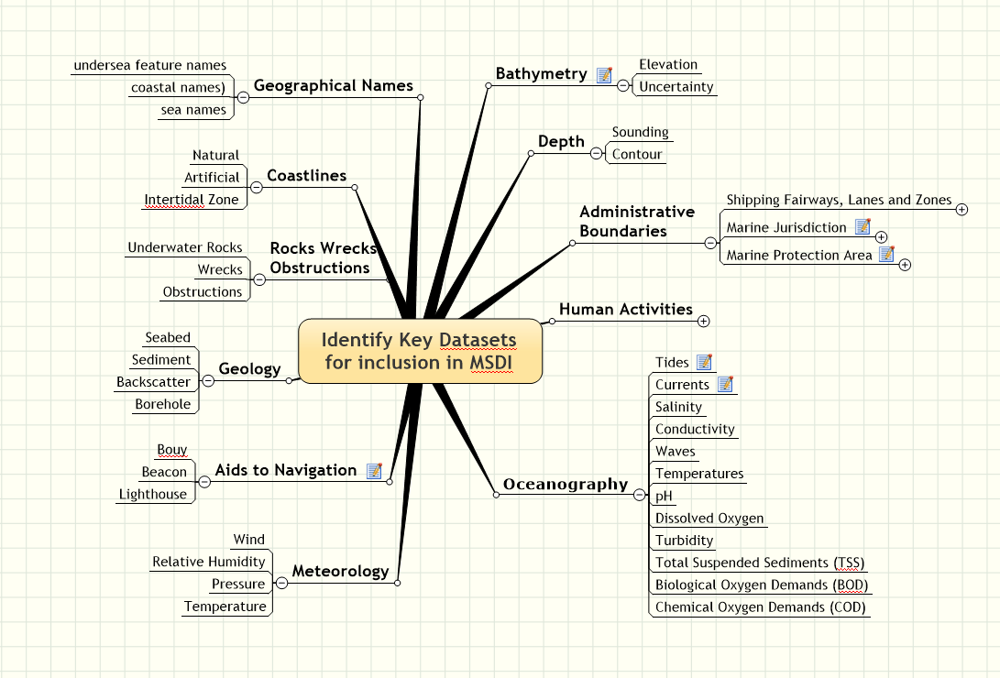 Identify Key Datasets
for inclusion in MSDI
Geographical Names
undersea feature names
coastal names)
sea names
Coastlines
Natural
Artificial
Intertidal Zone
Rocks Wrecks
Obstructions
Underwater Rocks
Wrecks
Obstructions
Geology
Seabed
Sediment
Backscatter
Borehole
Aids to Navigation
Bouy
Beacon
Lighthouse
Meteorology
Wind
Relative Humidity
Pressure
Temperature
Bathymetry
Elevation
Uncertainty
Depth
Sounding
Contour
Administrative
Boundaries
Shipping Fairways, Lanes and Zones
Marine Jurisdiction
Marine Protection Area
Human Activities
Oceanography
Tides
Currents
Salinity
Conductivity
Waves
Temperatures
pH
Dissolved Oxygen
Turbidity
Total Suspended Sediments (TSS)
Biological Oxygen Demands (BOD)
Chemical Oxygen Demands (COD)